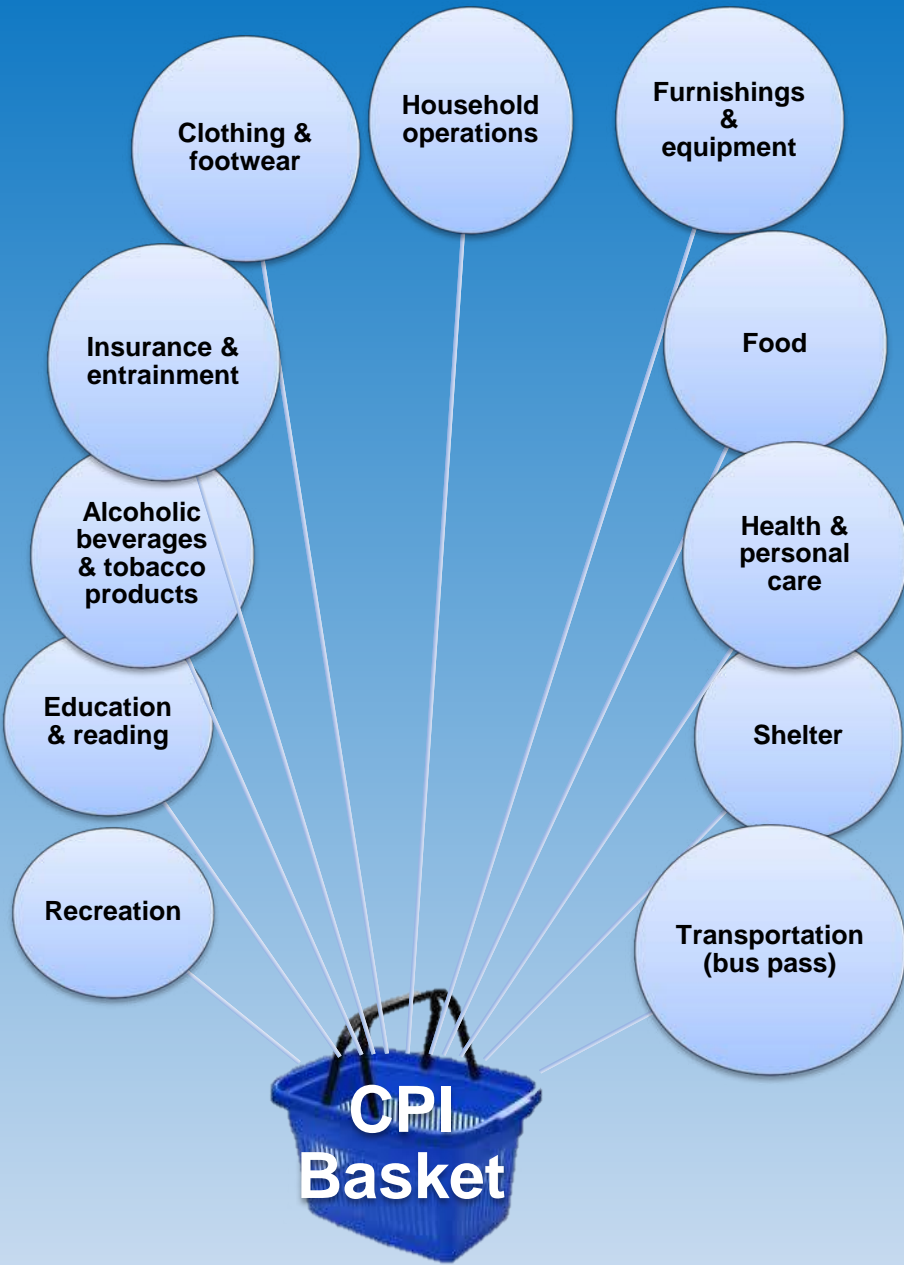 Clothing &
footwear
Household
operations
Furnishings
&
equipment
Insurance &
entrainment
Food
Alcoholic
beverages
& tobacco
products
Health &
personal
care
Education
& reading
Shelter
Recreation
Transportation
(bus pass)
CPI
Basket